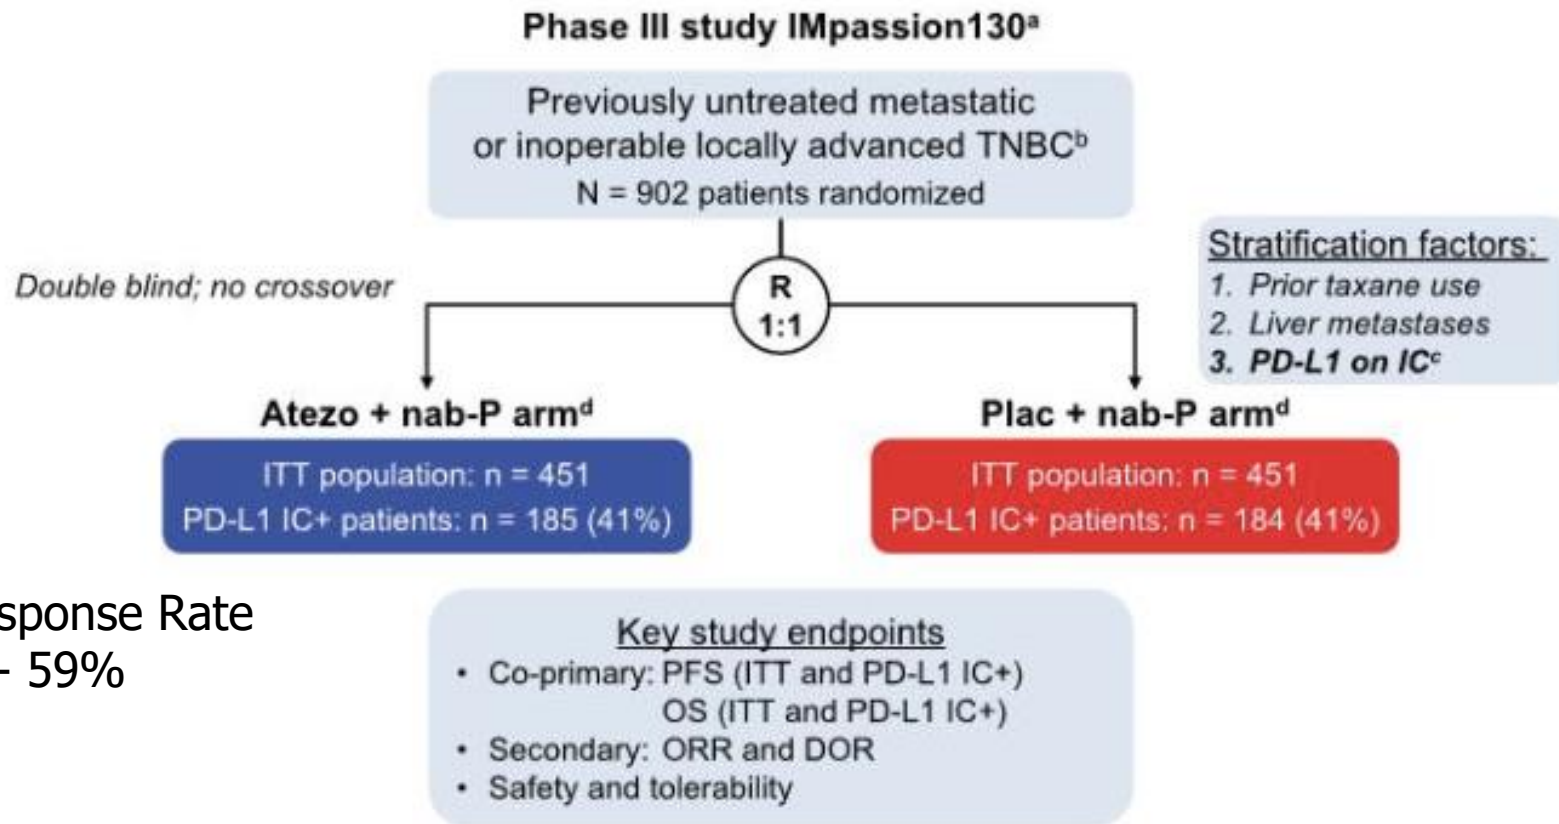 Phase III study IMpassion130ᵃ
Previously untreated metastatic
or inoperable locally advanced TNBCᵇ
N = 902 patients randomized
Double blind; no crossover
R
1:1
Stratification factors:
1. Prior taxane use
2. Liver metastases
3. PD-L1 on ICᶜ
Atezo + nab-P armᵈ
ITT population: n = 451
PD-L1 IC+ patients: n = 185 (41%)
Plac + nab-P armᵈ
ITT population: n = 451
PD-L1 IC+ patients: n = 184 (41%)
sponse Rate
- 59%
Key study endpoints
• Co-primary: PFS (ITT and PD-L1 IC+)
OS (ITT and PD-L1 IC+)
• Secondary: ORR and DOR
• Safety and tolerability